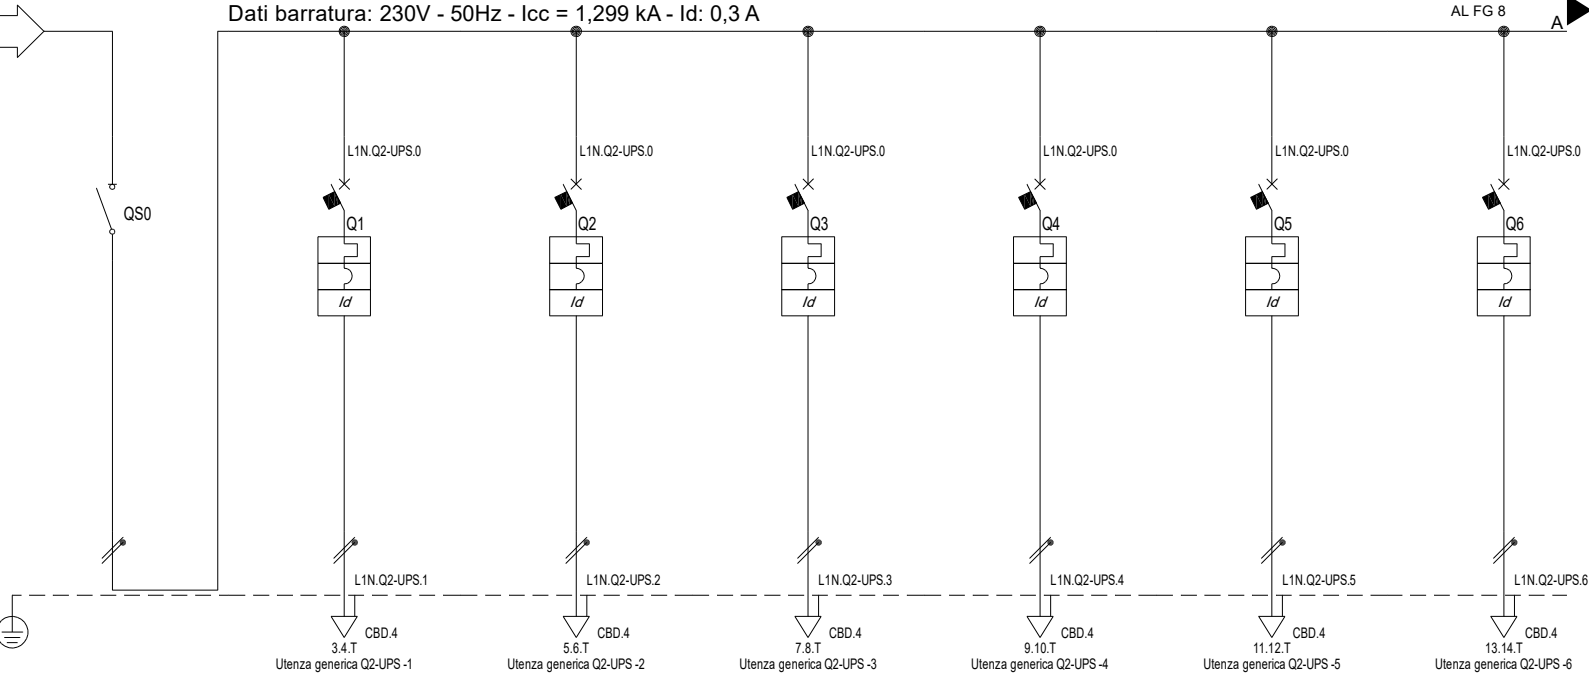 Dati barratura: 230V - 50Hz - Icc = 1,299 kA - Id: 0,3 A
AL FG 8
A
L1N.Q2-UPS.0 L1N.Q2-UPS.0 L1N.Q2-UPS.0 L1N.Q2-UPS.0 L1N.Q2-UPS.0 L1N.Q2-UPS.0
QS0
Q1 Q2 Q3 Q4 Q5 Q6
Id Id Id Id Id Id
L1N.Q2-UPS.1 L1N.Q2-UPS.2 L1N.Q2-UPS.3 L1N.Q2-UPS.4 L1N.Q2-UPS.5 L1N.Q2-UPS.6
CBD.4 CBD.4 CBD.4 CBD.4 CBD.4 CBD.4
3.4.T 5.6.T 7.8.T 9.10.T 11.12.T 13.14.T
Utenza generica Q2-UPS -1 Utenza generica Q2-UPS -2 Utenza generica Q2-UPS -3 Utenza generica Q2-UPS -4 Utenza generica Q2-UPS -5 Utenza generica Q2-UPS -6